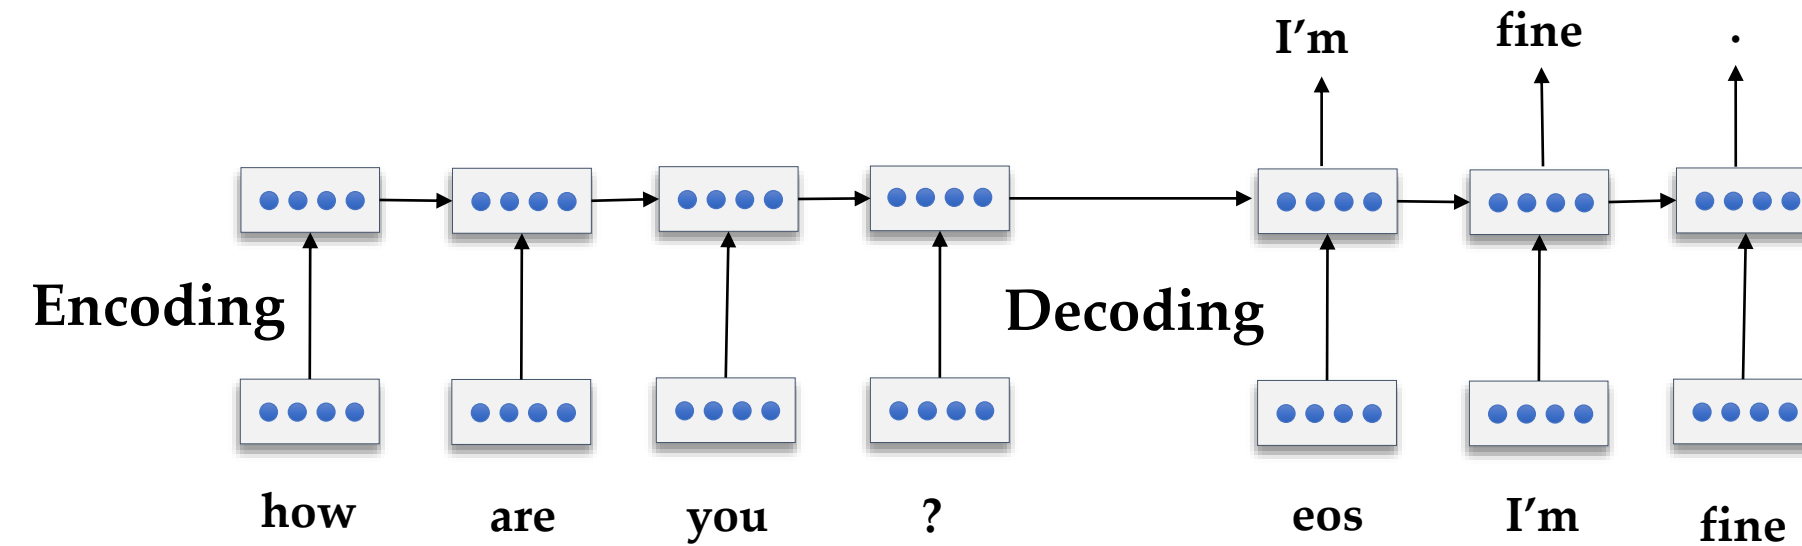 I’m fine .
Encoding Decoding
how are you ? eos I’m fine